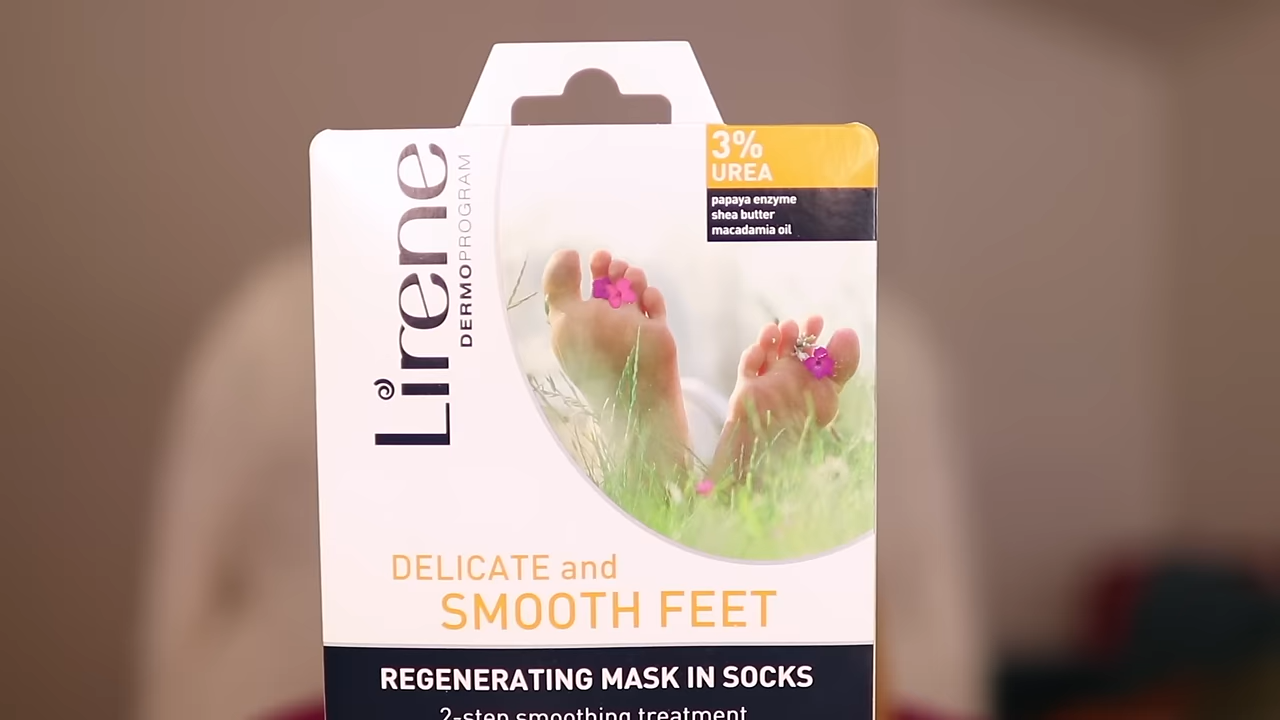 Lirene
DERMOPROGRAM
3%
UREA
papaya enzyme
shea butter
macadamia oil
DELICATE and
SMOOTH FEET
REGENERATING MASK IN SOCKS
2-step smoothing treatment